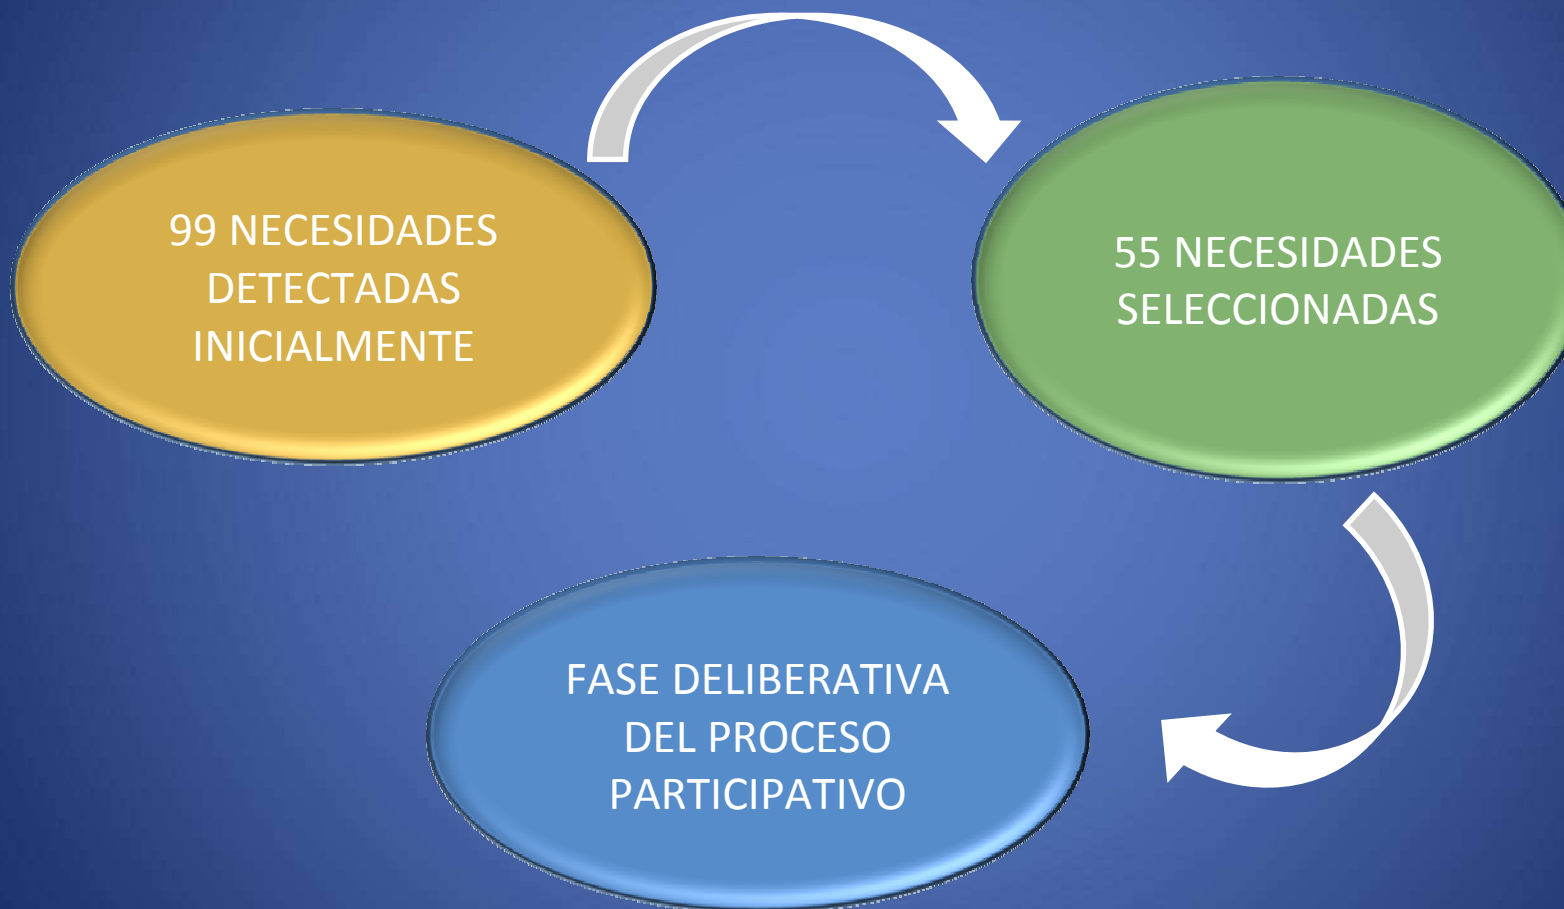 99 NECESIDADES
DETECTADAS
INICIALMENTE
55 NECESIDADES
SELECCIONADAS
FASE DELIBERATIVA
DEL PROCESO
PARTICIPATIVO